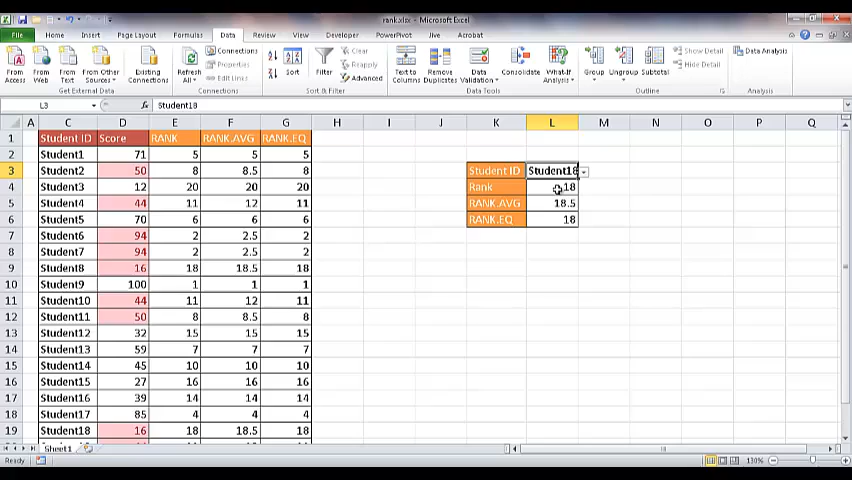 rank.xlsx - Microsoft Excel
File Home Insert Page Layout Formulas Data Review View Developer PowerPivot Live Acrobat
From Access From Web From Text From Other Sources Existing Connections Refresh All Connections Properties Edit Links Sort Filter Clear Reapply Advanced Text to Columns Remove Duplicates Data Validation Consolidate What-If Analysis Group Ungroup Subtotal Show Detail Hide Detail Data Analysis
Get External Data Connections Sort & Filter Data Tools Outline Analysis
L3 fx Student18
A C D E F G H I J K L M N O P Q
1 Student ID Score RANK RANK.AVG RANK.EQ
2 Student1 71 5 5 5
3 Student2 50 8 8.5 8 Student ID Student18
4 Student3 12 20 20 20 Rank 18
5 Student4 44 11 12 11 RANK.AVG 18.5
6 Student5 70 6 6 6 RANK.EQ 18
7 Student6 94 2 2.5 2
8 Student7 94 2 2.5 2
9 Student8 16 18 18.5 18
10 Student9 100 1 1 1
11 Student10 44 11 12 11
12 Student11 50 8 8.5 8
13 Student12 32 15 15 15
14 Student13 59 7 7 7
15 Student14 45 10 10 10
16 Student15 27 16 16 16
17 Student16 39 14 14 14
18 Student17 85 4 4 4
19 Student18 16 18 18.5 18
Sheet1
Ready 130%